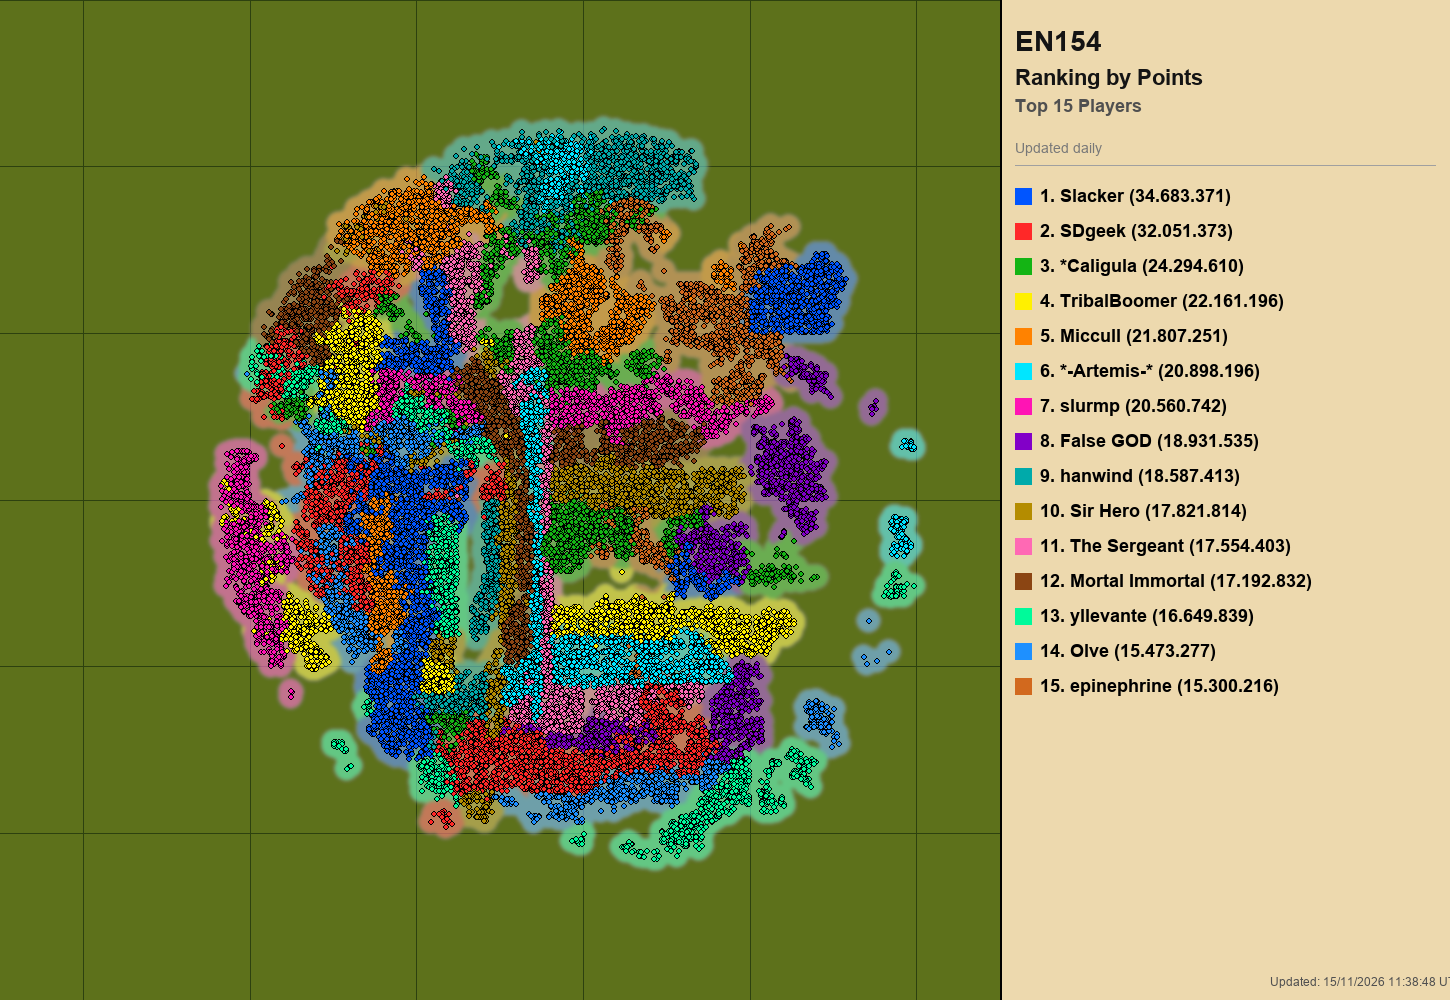 EN154
Ranking by Points
Top 15 Players
Updated daily
1. Slacker (34.683.371)
2. SDgeek (32.051.373)
3. *Caligula (24.294.610)
4. TribalBoomer (22.161.196)
5. Miccull (21.807.251)
6. *-Artemis-* (20.898.196)
7. slurmp (20.560.742)
8. False GOD (18.931.535)
9. hanwind (18.587.413)
10. Sir Hero (17.821.814)
11. The Sergeant (17.554.403)
12. Mortal Immortal (17.192.832)
13. yllevante (16.649.839)
14. Olve (15.473.277)
15. epinephrine (15.300.216)
Updated: 15/11/2026 11:38:48